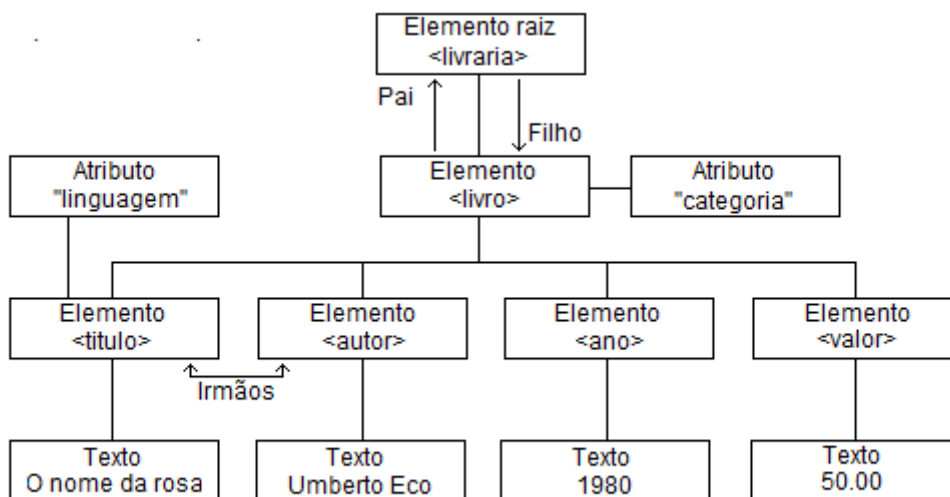 Elemento raiz
<livraria>
Pai
Filho
Atributo
"linguagem"
Elemento
<livro>
Atributo
"categoria"
Elemento
<titulo>
Elemento
<autor>
Elemento
<ano>
Elemento
<valor>
Irmãos
Texto
O nome da rosa
Texto
Umberto Eco
Texto
1980
Texto
50.00